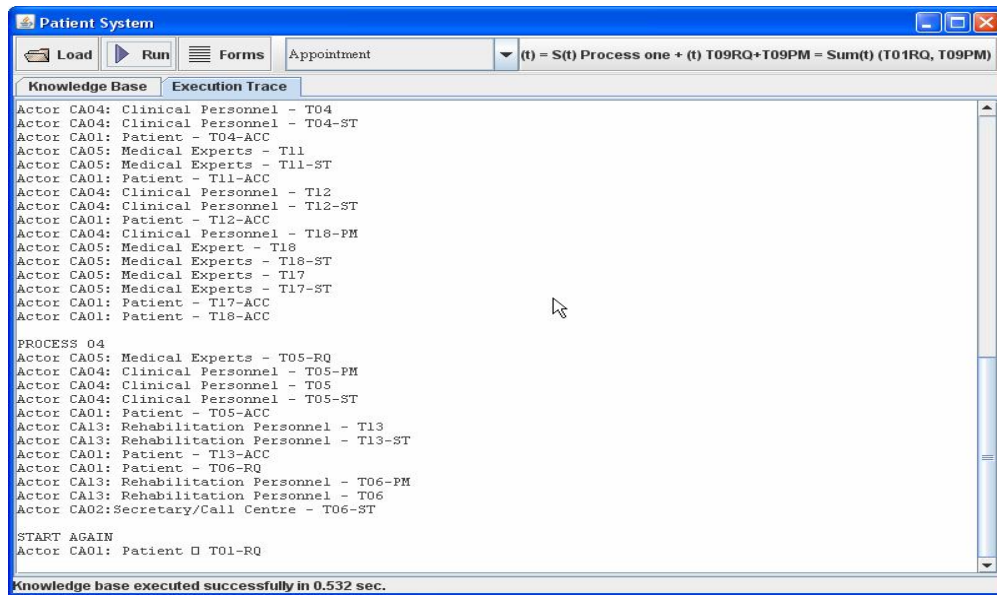 Patient System
Load Run Forms Appointment (t) = S(t) Process one + (t) T09RQ+T09PM = Sum(t) (T01RQ, T09PM)
Knowledge Base Execution Trace
Actor CA04: Clinical Personnel - T04
Actor CA04: Clinical Personnel - T04-ST
Actor CA01: Patient - T04-ACC
Actor CA05: Medical Experts - T11
Actor CA05: Medical Experts - T11-ST
Actor CA01: Patient - T11-ACC
Actor CA04: Clinical Personnel - T12
Actor CA04: Clinical Personnel - T12-ST
Actor CA01: Patient - T12-ACC
Actor CA04: Clinical Personnel - T18-PM
Actor CA05: Medical Expert - T18
Actor CA05: Medical Experts - T18-ST
Actor CA05: Medical Experts - T17
Actor CA05: Medical Experts - T17-ST
Actor CA01: Patient - T17-ACC
Actor CA01: Patient - T18-ACC
PROCESS 04
Actor CA05: Medical Experts - T05-RQ
Actor CA04: Clinical Personnel - T05-PM
Actor CA04: Clinical Personnel - T05
Actor CA04: Clinical Personnel - T05-ST
Actor CA01: Patient - T05-ACC
Actor CA13: Rehabilitation Personnel - T13
Actor CA13: Rehabilitation Personnel - T13-ST
Actor CA01: Patient - T13-ACC
Actor CA01: Patient - T06-RQ
Actor CA13: Rehabilitation Personnel - T06-PM
Actor CA13: Rehabilitation Personnel - T06
Actor CA02:Secretary/Call Centre - T06-ST
START AGAIN
Actor CA01: Patient □ T01-RQ
Knowledge base executed successfully in 0.532 sec.